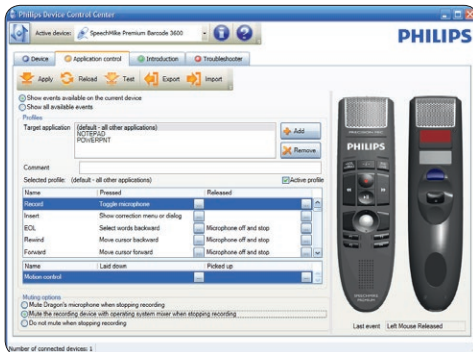 Philips Device Control Center
Active device: SpeechMike Premium Barcode 3600
PHILIPS
Device Application control Introduction Troubleshooter
Apply Reload Test Export Import
Show events available on the current device
Show all available events
Profiles
Target application (default - all other applications)
NOTEPAD
POWERPNT
Add
Remove
Comment
Selected profile: (default - all other applications) Active profile
Name Pressed Released
Record Toggle microphone
Insert Show correction menu or dialog
EOL Select words backward Microphone off and stop
Rewind Move cursor backward Microphone off and stop
Forward Move cursor forward Microphone off and stop
Name Laid down Picked up
Motion control
Muting options
Mute Dragon's microphone when stopping recording
Mute the recording device with operating system mixer when stopping recording
Do not mute when stopping recording
PHILIPS
Last event Left Mouse Released
Number of connected devices: 1